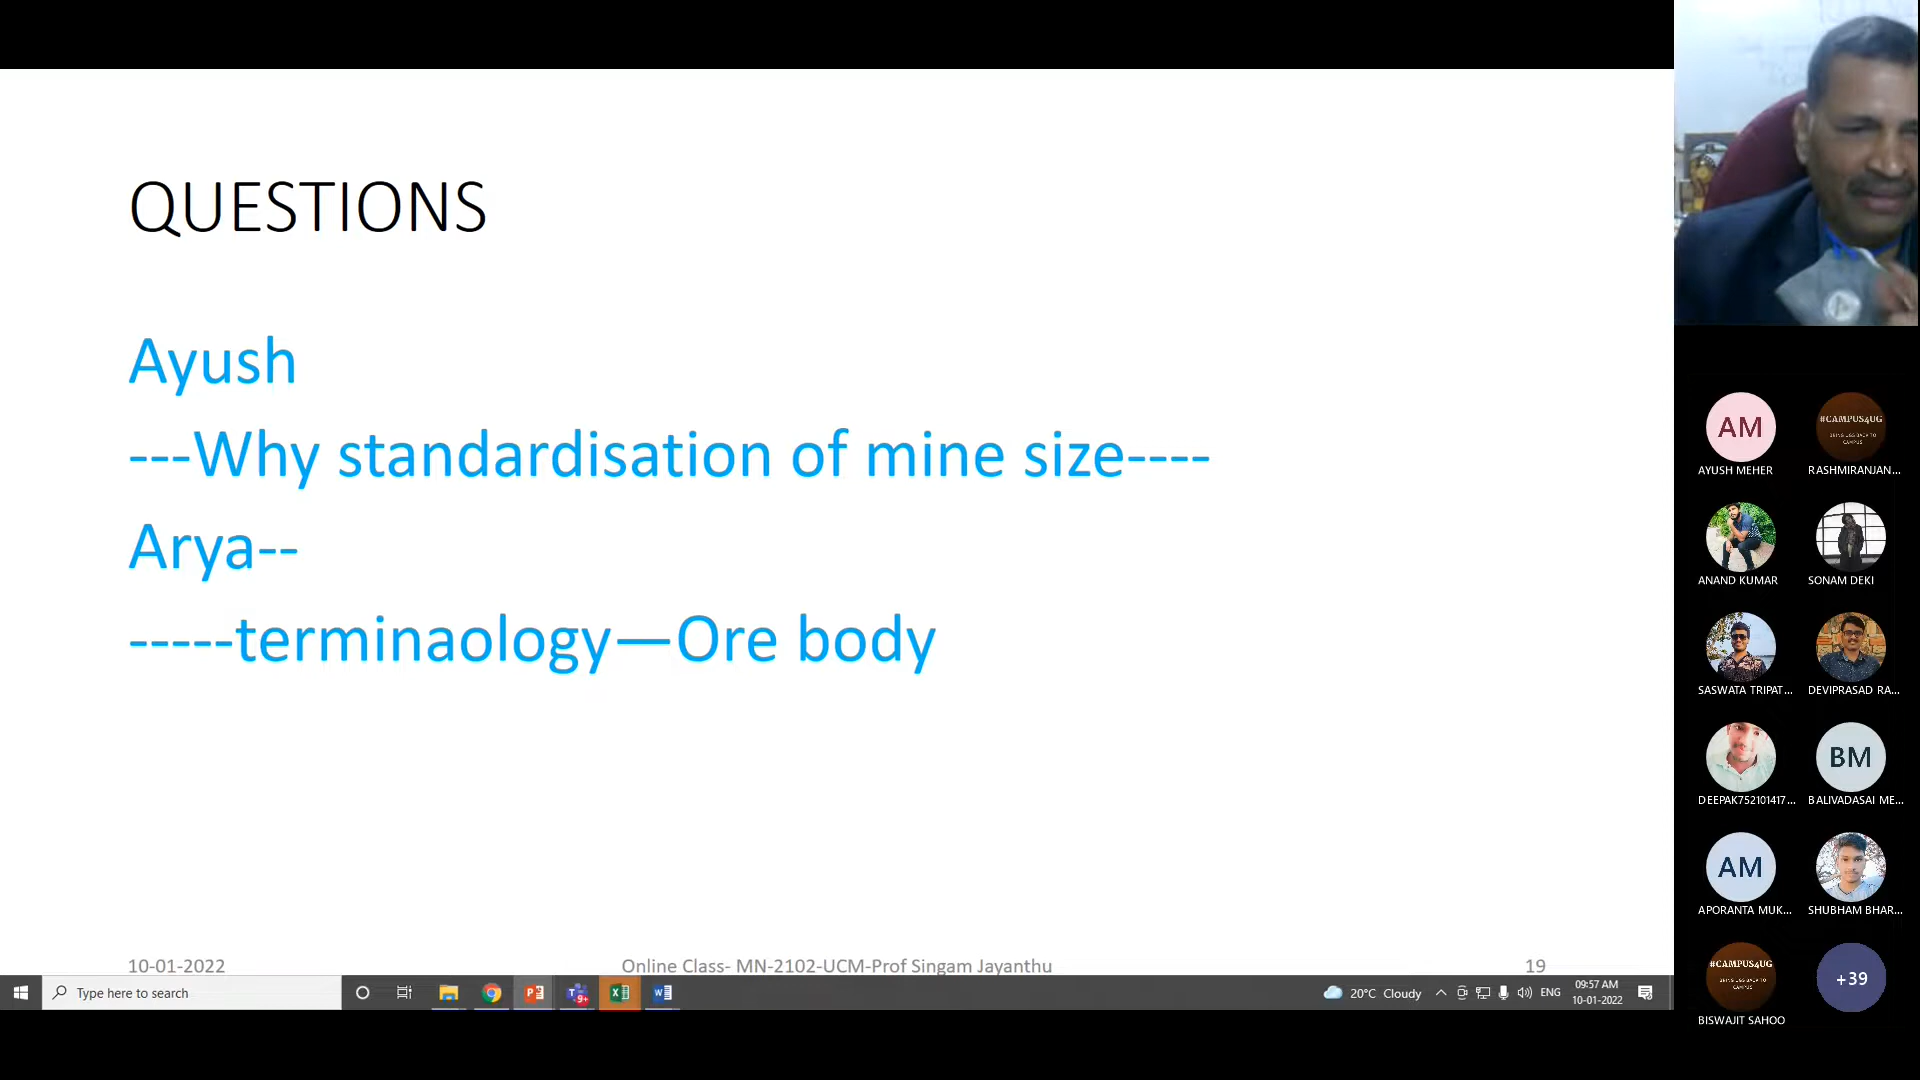 QUESTIONS
Ayush
---Why standardisation of mine size----
Arya--
-----terminaology—Ore body
10-01-2022
Online Class- MN-2102-UCM-Prof Singam Jayanthu
19
Type here to search
20°C Cloudy
ENG
09:57 AM
10-01-2022
AM
#CAMPUS4UG
AYUSH MEHER
RASHMIRANJAN...
ANAND KUMAR
SONAM DEKI
SASWATA TRIPAT...
DEVIPRASAD RA...
BM
DEEPAK752101417...
BALIVADASAI ME...
AM
APORANTA MUK...
SHUBHAM BHAR...
#CAMPUS4UG
+39
BISWAJIT SAHOO